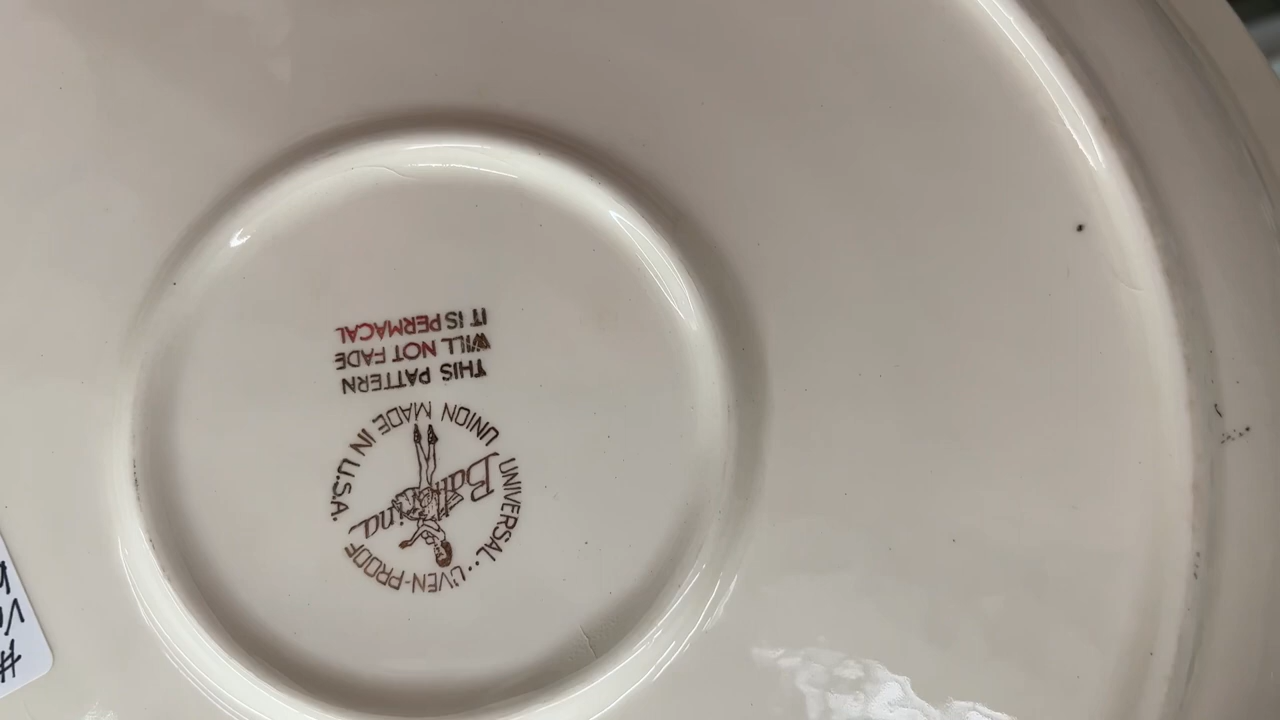 UNIVERSAL·OVEN-PROOF
Ballerina
UNION MADE IN U.S.A.
THIS PATTERN
WILL NOT FADE
IT IS PERMACAL
#